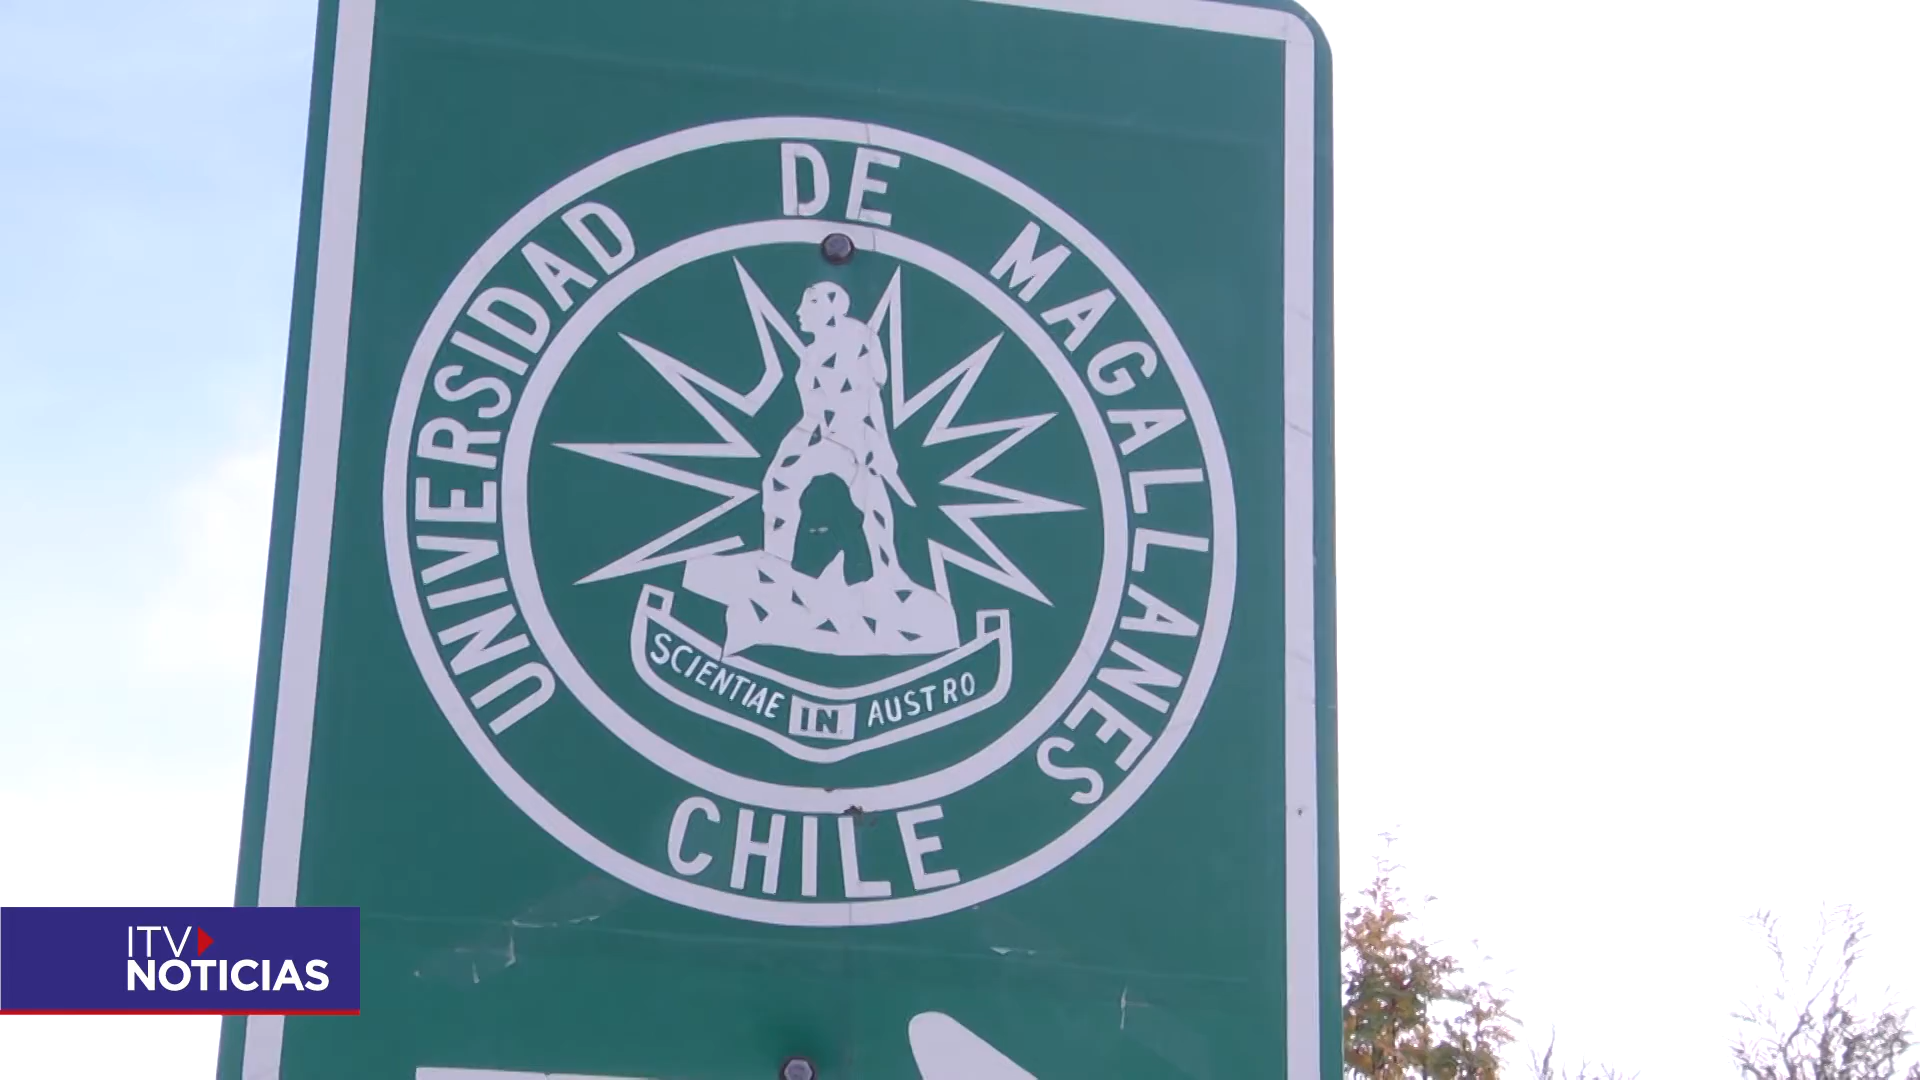 UNIVERSIDAD DE MAGALLANES
SCIENTIAE IN AUSTRO
CHILE
ITV
NOTICIAS